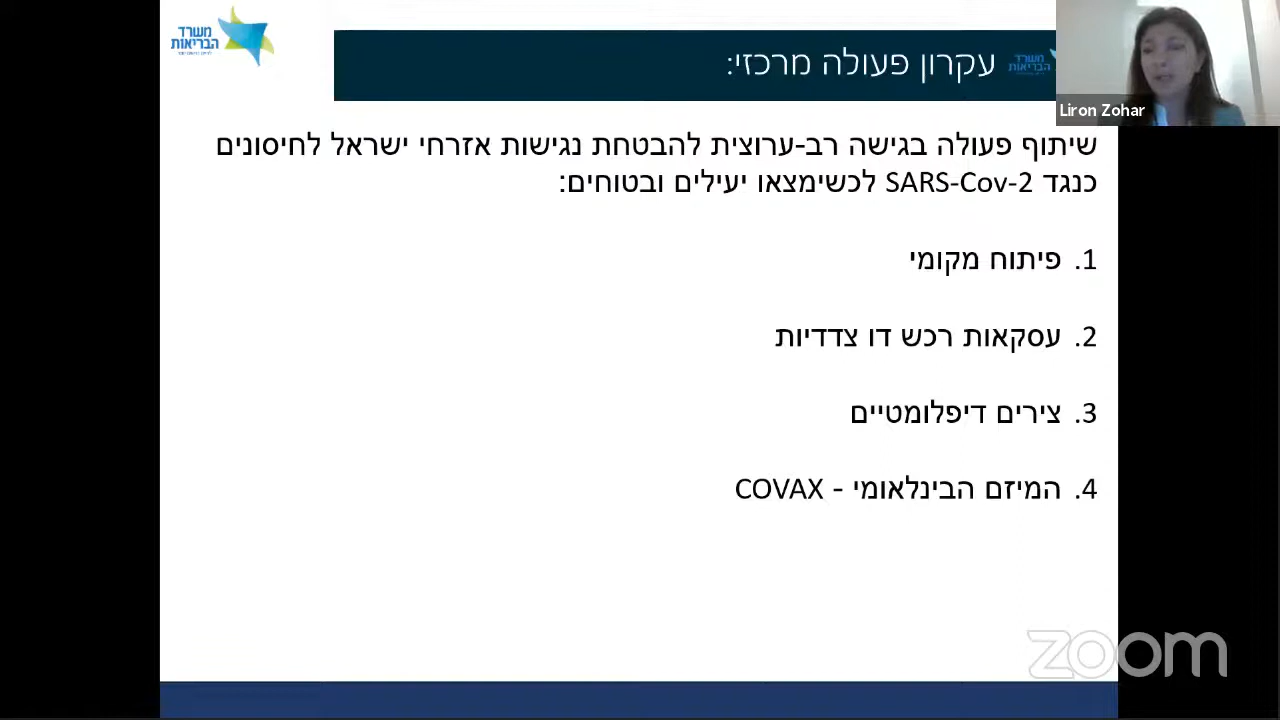 משרד
הבריאות
עקרון פעולה מרכזי:
משרד
הבריאות
Liron Zohar
שיתוף פעולה בגישה רב-ערוצית להבטחת נגישות אזרחי ישראל לחיסונים
כנגד SARS-Cov-2 לכשימצאו יעילים ובטוחים:
1. פיתוח מקומי
2. עסקאות רכש דו צדדיות
3. צירים דיפלומטיים
4. המיזם הבינלאומי - COVAX
zoom